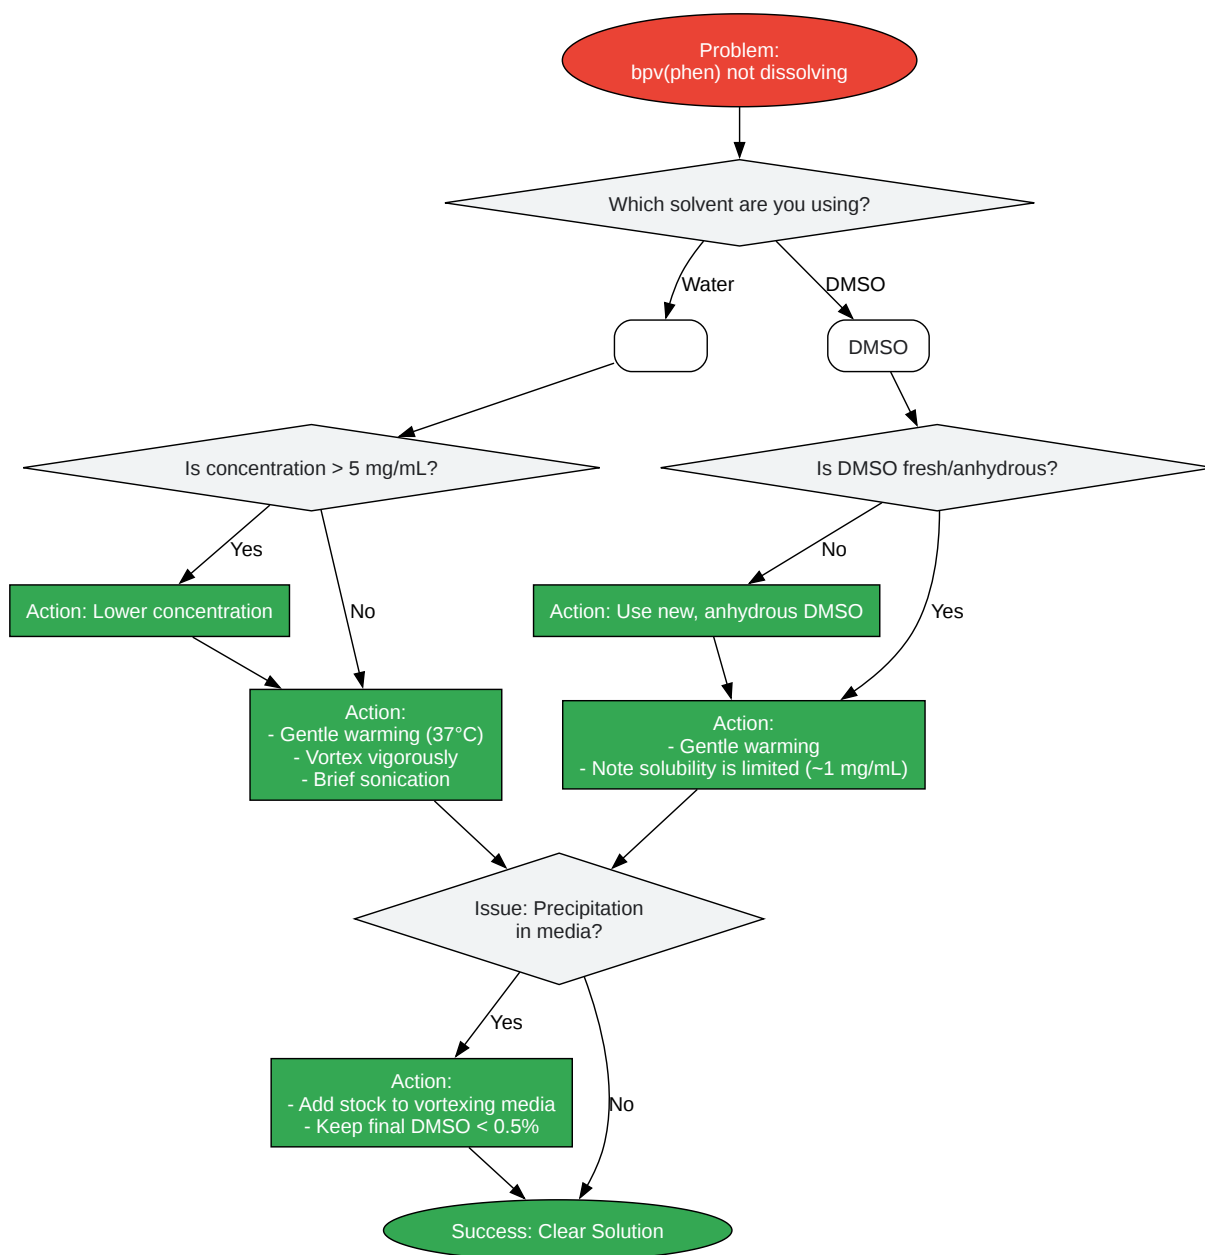 Problem:
bpv(phen) not dissolving
Which solvent are you using?
Water
DMSO
DMSO
Is concentration > 5 mg/mL?
Is DMSO fresh/anhydrous?
Yes
No
Action: Lower concentration
No
Action: Use new, anhydrous DMSO
Yes
Action:
- Gentle warming (37°C)
- Vortex vigorously
- Brief sonication
Action:
- Gentle warming
- Note solubility is limited (~1 mg/mL)
Issue: Precipitation
in media?
Yes
Action:
- Add stock to vortexing media
- Keep final DMSO < 0.5%
No
Success: Clear Solution